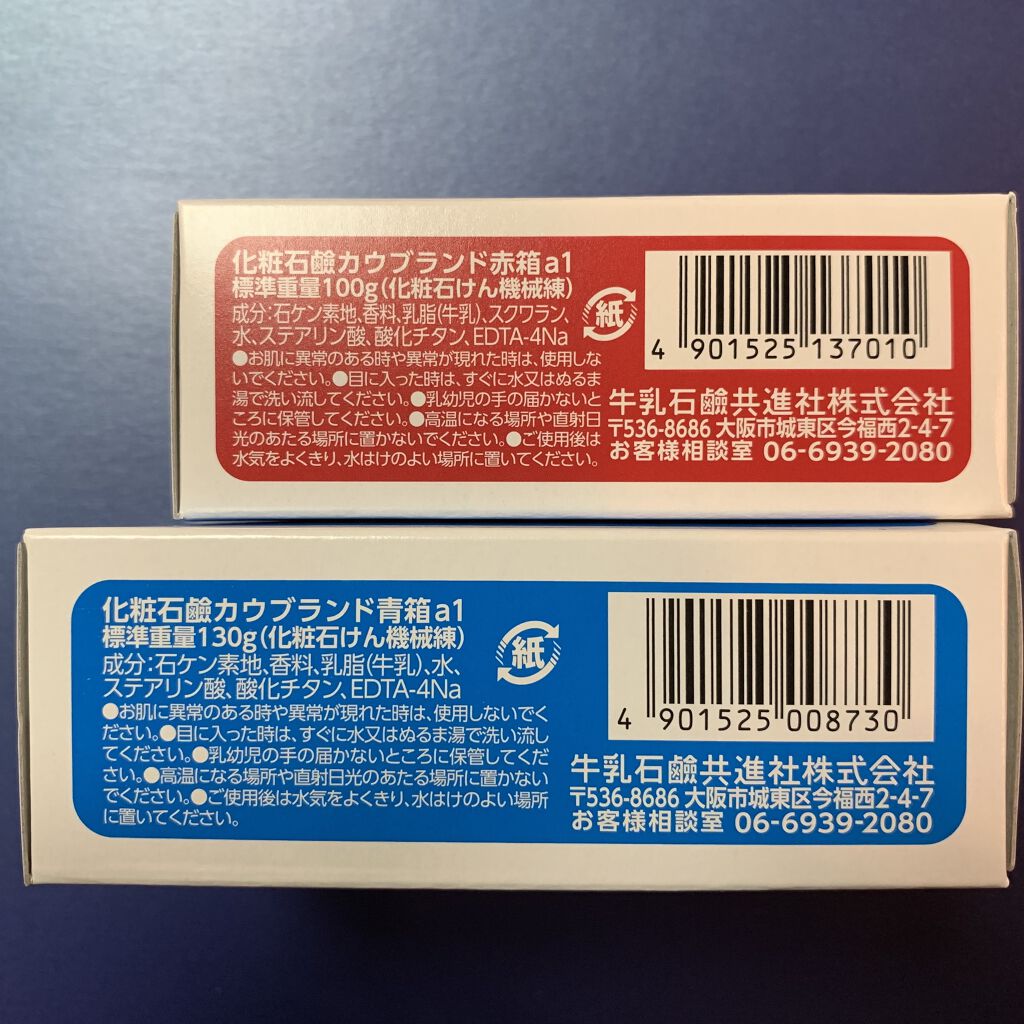 化粧石鹸カウブランド赤箱a1
標準重量100g(化粧石けん機械練)
成分:石ケン素地、香料、乳脂(牛乳)、スクワラン、
水、ステアリン酸、酸化チタン、EDTA-4Na
●お肌に異常のある時や異常が現れた時は、使用しな
いでください。●目に入った時は、すぐに水又はぬるま
湯で洗い流してください。●乳幼児の手の届かないと
ころに保管してください。●高温になる場所や直射日
光のあたる場所に置かないでください。●ご使用後は
水気をよくきり、水はけのよい場所に置いてください。
紙
4 901525 137010
牛乳石鹸共進社株式会社
〒536-8686 大阪市城東区今福西2-4-7
お客様相談室 06-6939-2080
化粧石鹸カウブランド青箱a1
標準重量130g(化粧石けん機械練)
成分:石ケン素地、香料、乳脂(牛乳)、水、
ステアリン酸、酸化チタン、EDTA-4Na
●お肌に異常のある時や異常が現れた時は、使用しないでく
ださい。●目に入った時は、すぐに水又はぬるま湯で洗い流し
てください。●乳幼児の手の届かないところに保管してくだ
さい。●高温になる場所や直射日光のあたる場所に置かない
でください。●ご使用後は水気をよくきり、水はけのよい場所
に置いてください。
紙
4 901525 008730
牛乳石鹸共進社株式会社
〒536-8686 大阪市城東区今福西2-4-7
お客様相談室 06-6939-2080